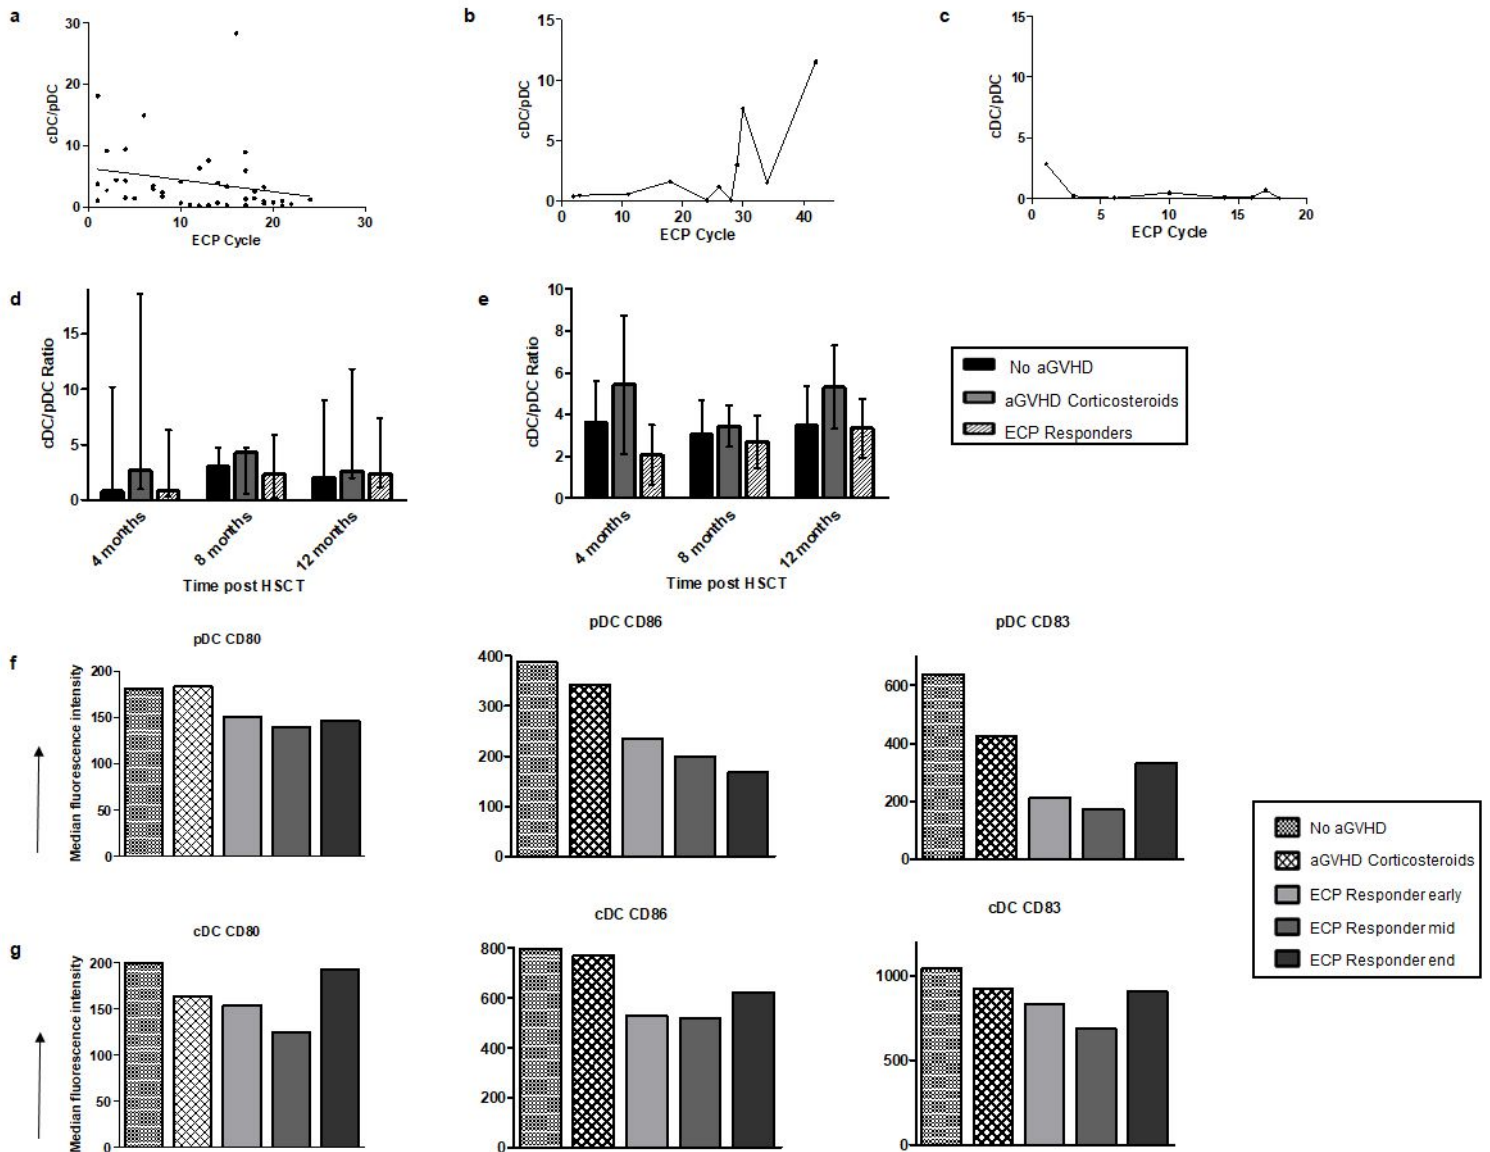 a
30
20
10
0
cDC/pDC
0 10 20 30
ECP Cycle
b
15
10
5
0
cDC/pDC
0 10 20 30 40
ECP Cycle
c
15
10
5
0
cDC/pDC
0 5 10 15 20
ECP Cycle
d
15
10
5
0
cDC/pDC Ratio
4 months
8 months
12 months
Time post HSCT
e
10
8
6
4
2
0
cDC/pDC Ratio
4 months
8 months
12 months
Time post HSCT
No aGVHD
aGVHD Corticosteroids
ECP Responders
f
pDC CD80
Median fluorescence intensity
200
150
100
50
0
pDC CD86
400
300
200
100
0
pDC CD83
600
400
200
0
No aGVHD
aGVHD Corticosteroids
ECP Responder early
ECP Responder mid
ECP Responder end
g
cDC CD80
Median fluorescence intensity
200
150
100
50
0
cDC CD86
800
600
400
200
0
cDC CD83
1000
500
0